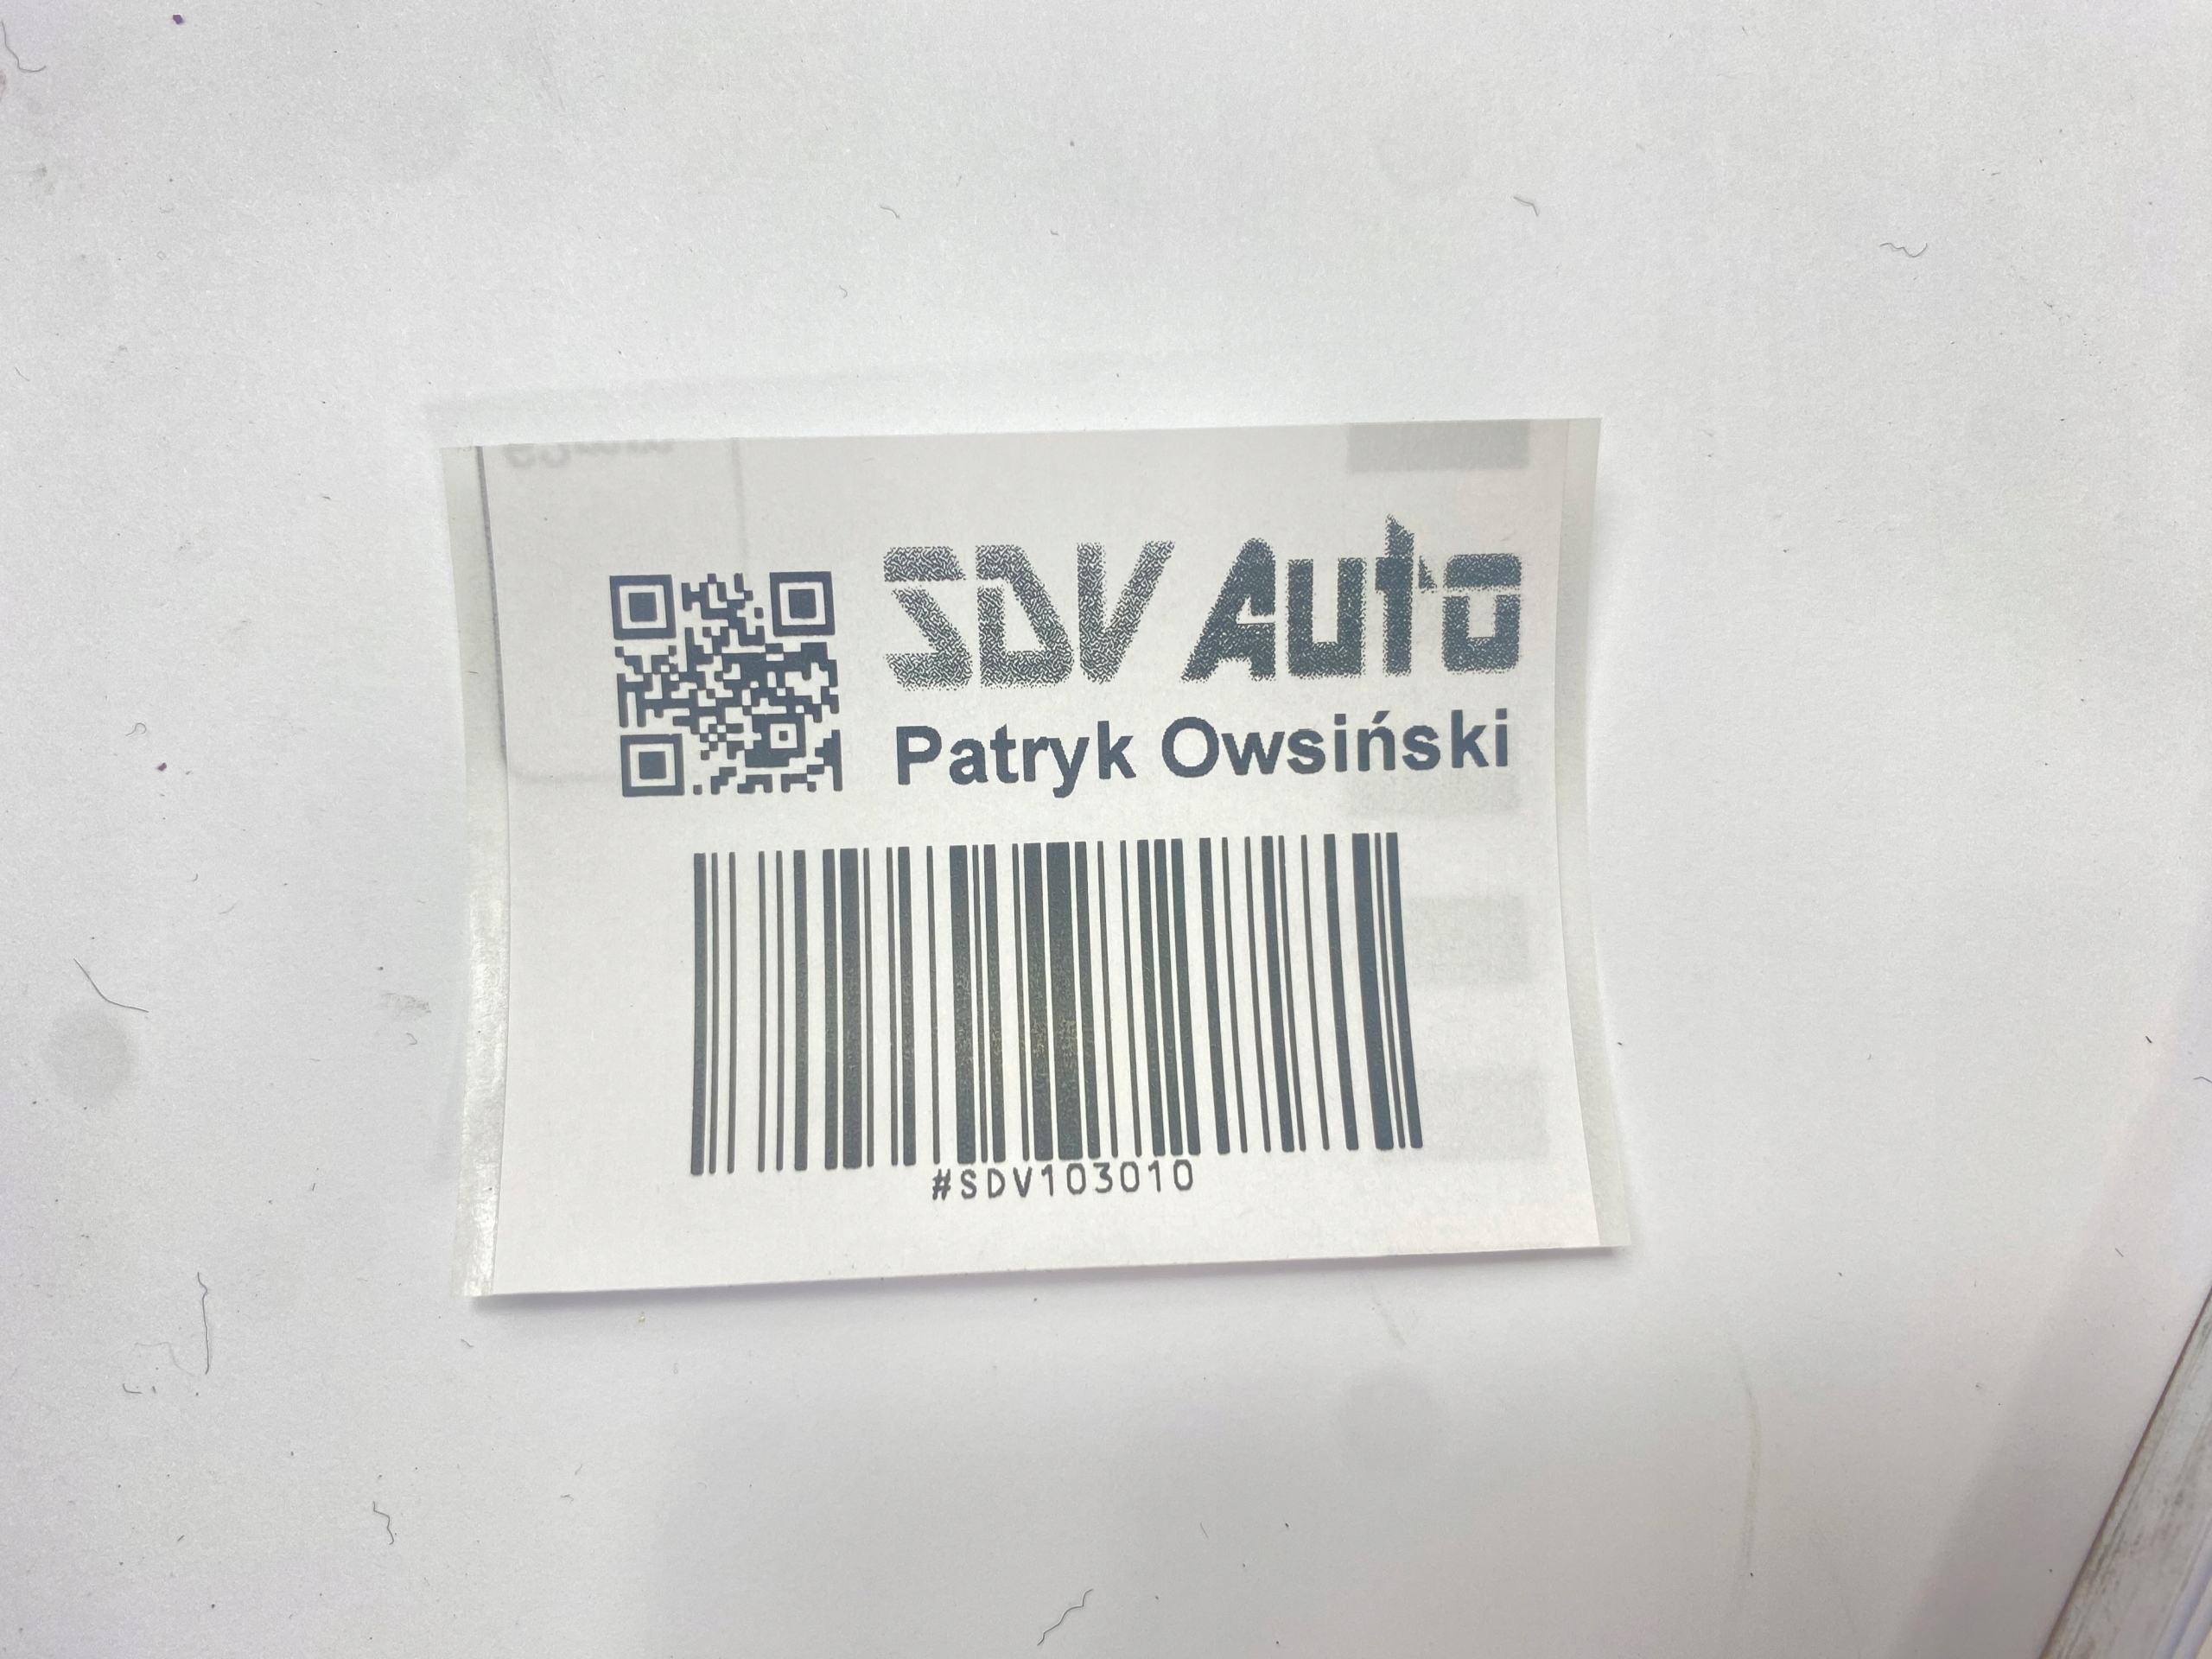 SDV Auto
Patryk Owsiński
#SDV103010